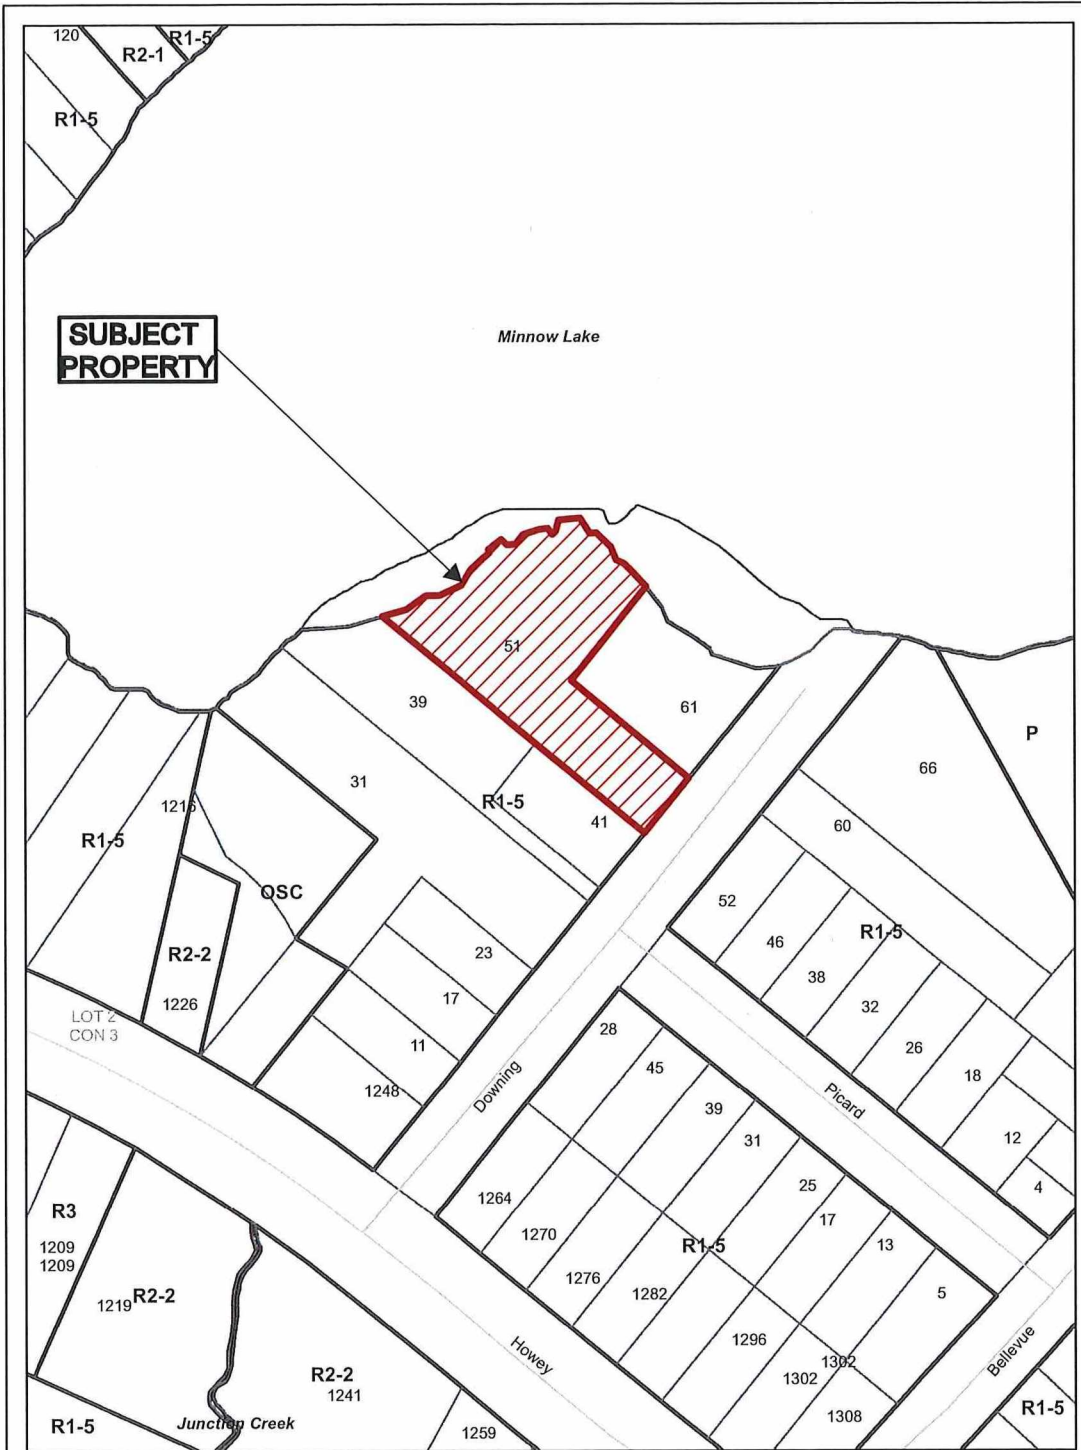 120
R2-1
R1-5
R1-5
SUBJECT
PROPERTY
Minnow Lake
51
39
61
P
66
31
R1-5
41
1216
R1-5
60
OSC
52
R1-5
46
23
38
R2-2
17
32
1226
LOT 2
CON 3
11
28
26
45
18
1248
Downing
Picard
39
12
31
4
25
1264
17
R3
1270
13
1209
1209
R1-5
1276
1282
5
1219
R2-2
Howey
1296
1302
1302
Bellevue
R2-2
1241
1308
R1-5
R1-5
Junction Creek
1259